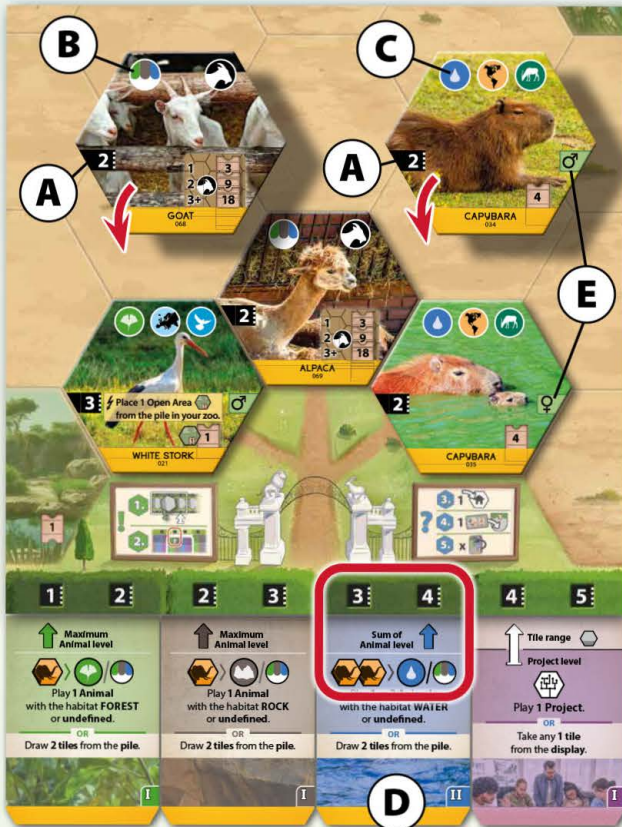 B
C
A
2
1 3
2 9
3+ 18
GOAT
068
A
2
4
CAPYBARA
034
E
2
1 3
2 9
3+ 18
ALPACA
069
3
Place 1 Open Area
from the pile in your zoo.
1
WHITE STORK
021
2
4
CAPYBARA
035
1
!
1.
2.
?
3. 1
4. 1
5. x
1 2
2 3
3 4
4 5
Maximum
Animal level
Play 1 Animal
with the habitat FOREST
or undefined.
OR
Draw 2 tiles from the pile.
I
Maximum
Animal level
Play 1 Animal
with the habitat ROCK
or undefined.
OR
Draw 2 tiles from the pile.
I
Sum of
Animal level
with the habitat WATER
or undefined.
OR
Draw 2 tiles from the pile.
II
D
Tile range
Project level
Play 1 Project.
OR
Take any 1 tile
from the display.
I